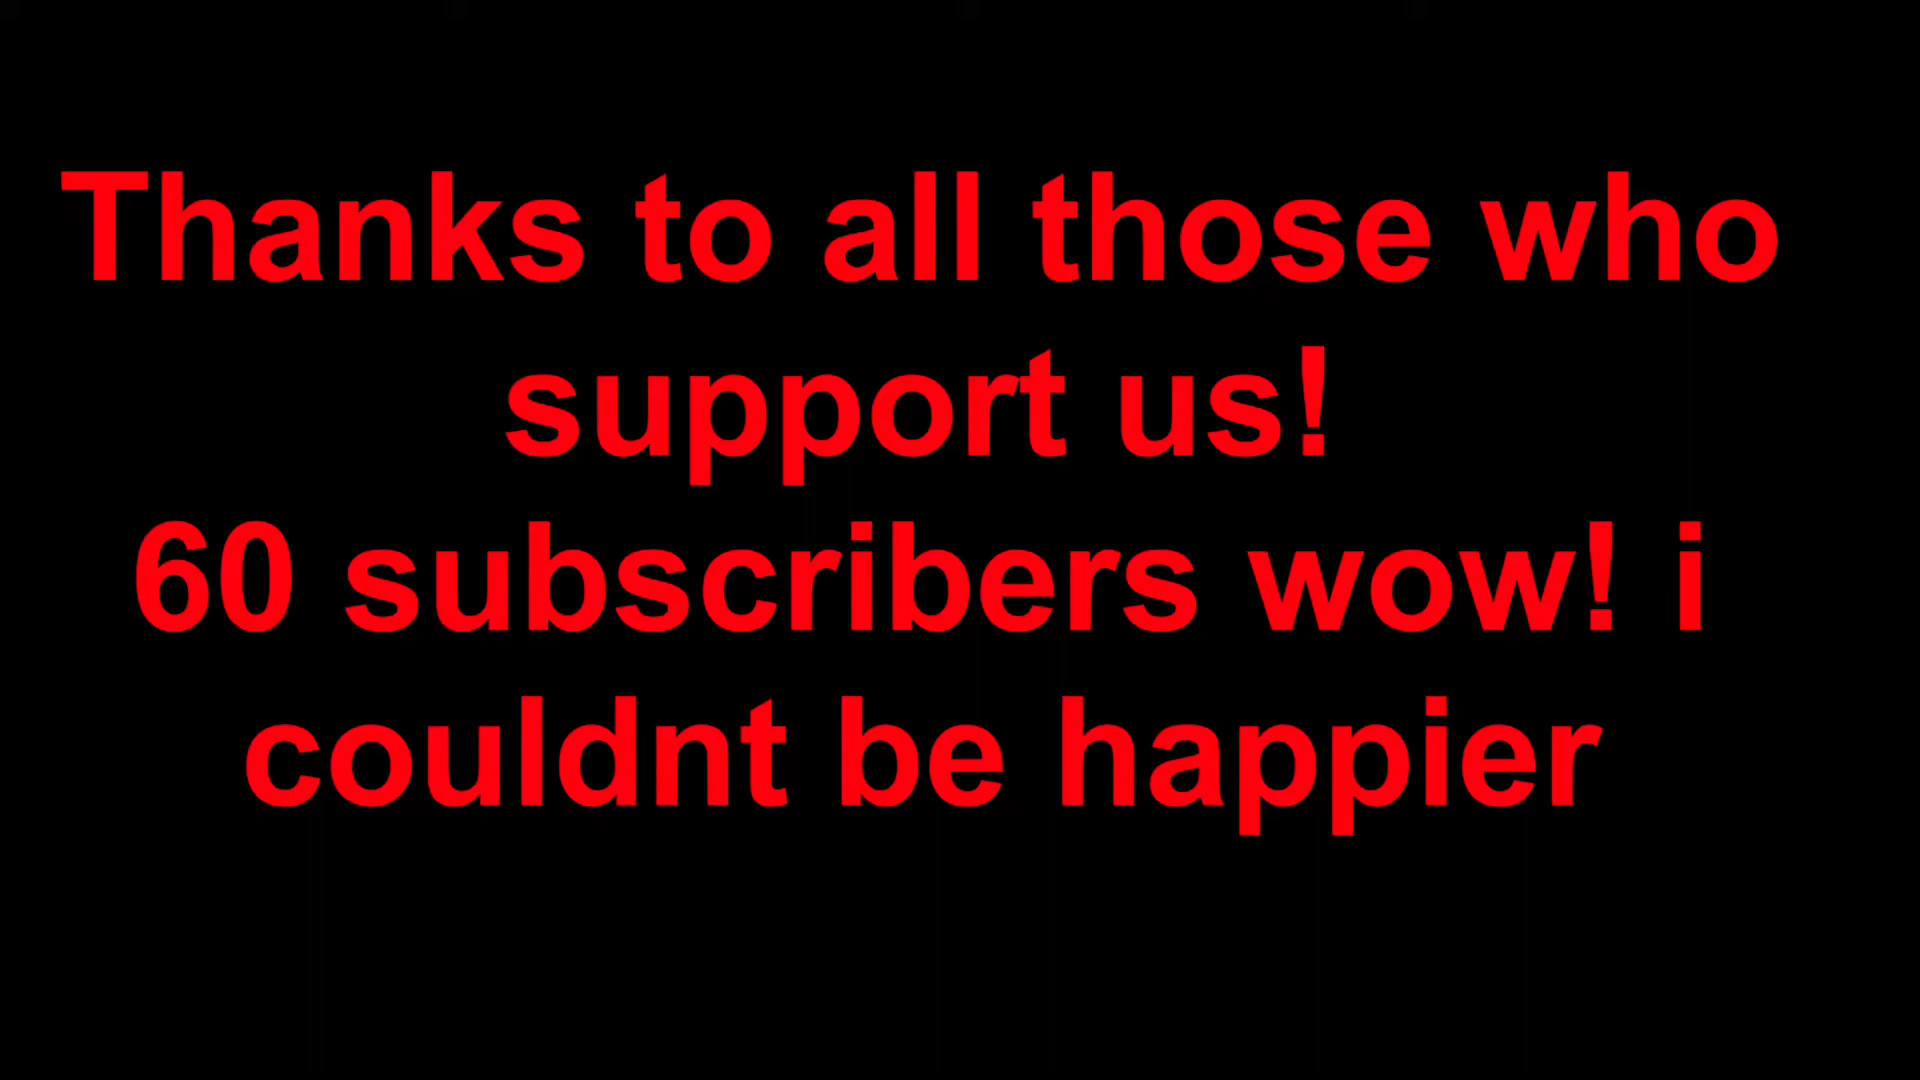 Thanks to all those who
support us!
60 subscribers wow! i
couldnt be happier